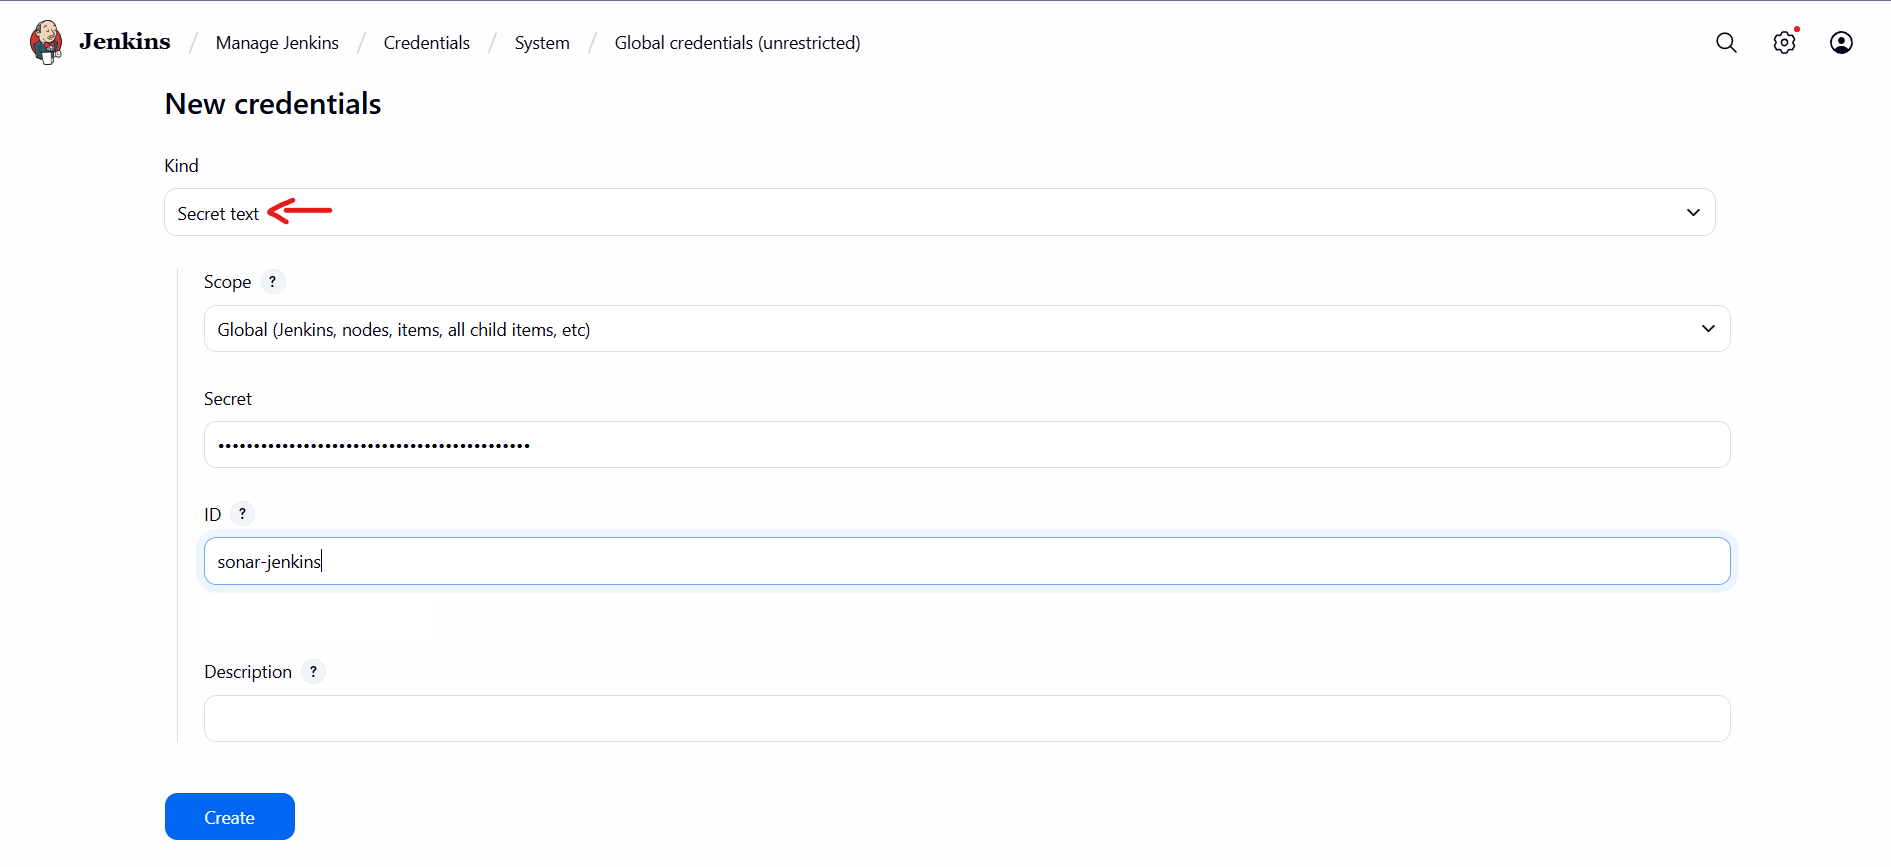 Jenkins / Manage Jenkins / Credentials / System / Global credentials (unrestricted)
New credentials
Kind
Secret text
Scope ?
Global (Jenkins, nodes, items, all child items, etc)
Secret
••••••••••••••••••••••••••••••••••••••••••••
ID ?
sonar-jenkins
Description ?
Create